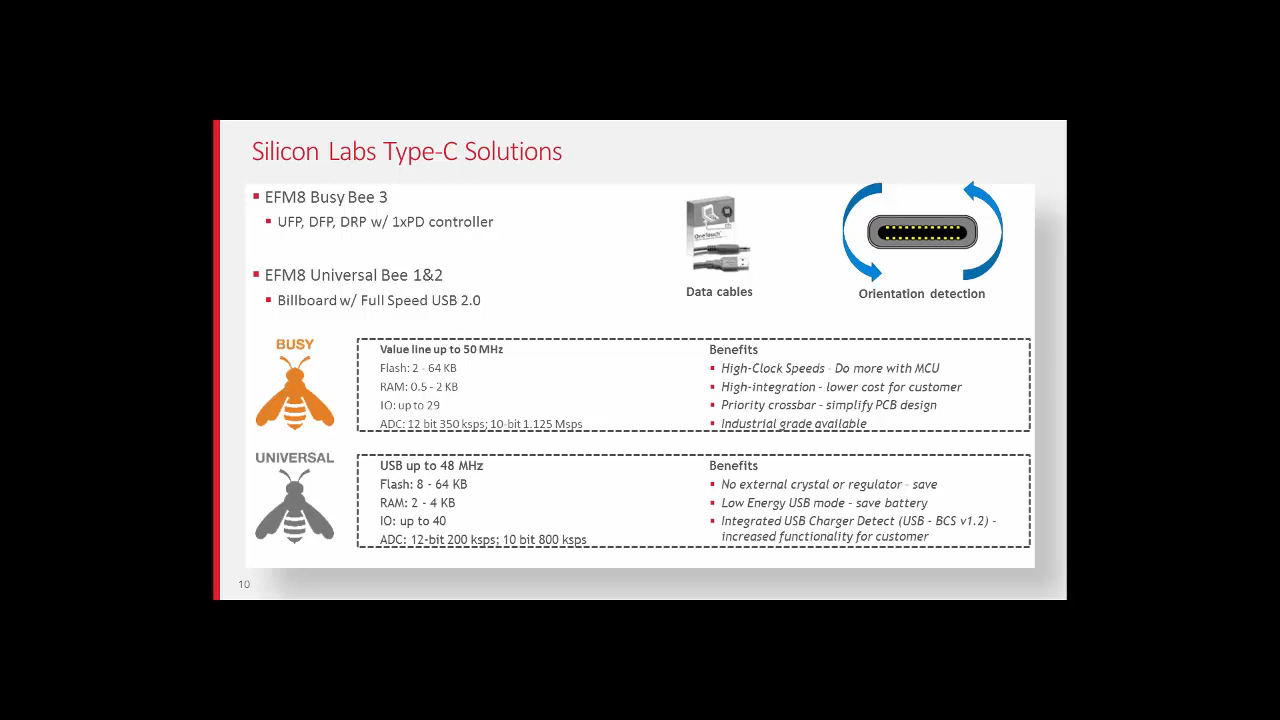 Silicon Labs Type-C Solutions
EFM8 Busy Bee 3
UFP, DFP, DRP w/ 1xPD controller
EFM8 Universal Bee 1&2
Billboard w/ Full Speed USB 2.0
OneTouch
Data cables
Orientation detection
BUSY
Value line up to 50 MHz
Flash: 2 - 64 KB
RAM: 0.5 - 2 KB
IO: up to 29
ADC: 12 bit 350 ksps; 10-bit 1.125 Msps
Benefits
High-Clock Speeds - Do more with MCU
High-integration – lower cost for customer
Priority crossbar – simplify PCB design
Industrial grade available
UNIVERSAL
USB up to 48 MHz
Flash: 8 - 64 KB
RAM: 2 - 4 KB
IO: up to 40
ADC: 12-bit 200 ksps; 10 bit 800 ksps
Benefits
No external crystal or regulator - save
Low Energy USB mode – save battery
Integrated USB Charger Detect (USB - BCS v1.2) –
increased functionality for customer
10